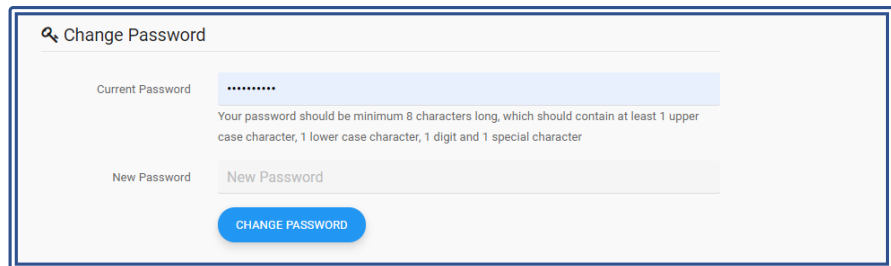 Change Password
Current Password
••••••••••
Your password should be minimum 8 characters long, which should contain at least 1 upper
case character, 1 lower case character, 1 digit and 1 special character
New Password New Password
CHANGE PASSWORD